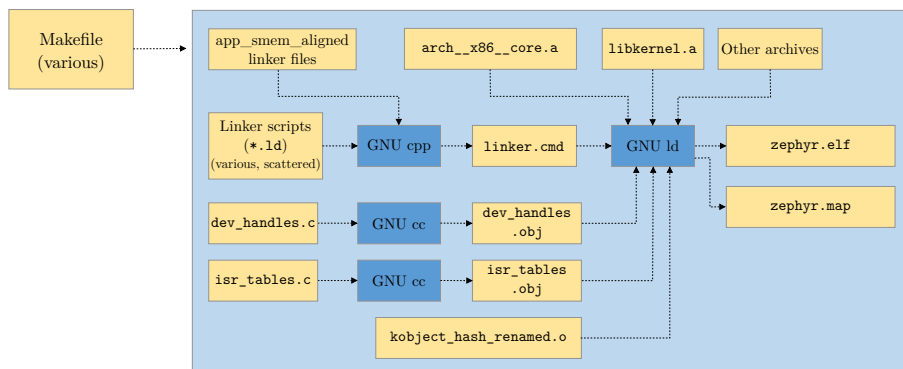 Makefile
(various)
app_smem_aligned
linker files
arch__x86__core.a
libkernel.a
Other archives
Linker scripts
(*.ld)
(various, scattered)
GNU cpp
linker.cmd
GNU ld
zephyr.elf
zephyr.map
dev_handles.c
GNU cc
dev_handles
.obj
isr_tables.c
GNU cc
isr_tables
.obj
kobject_hash_renamed.o